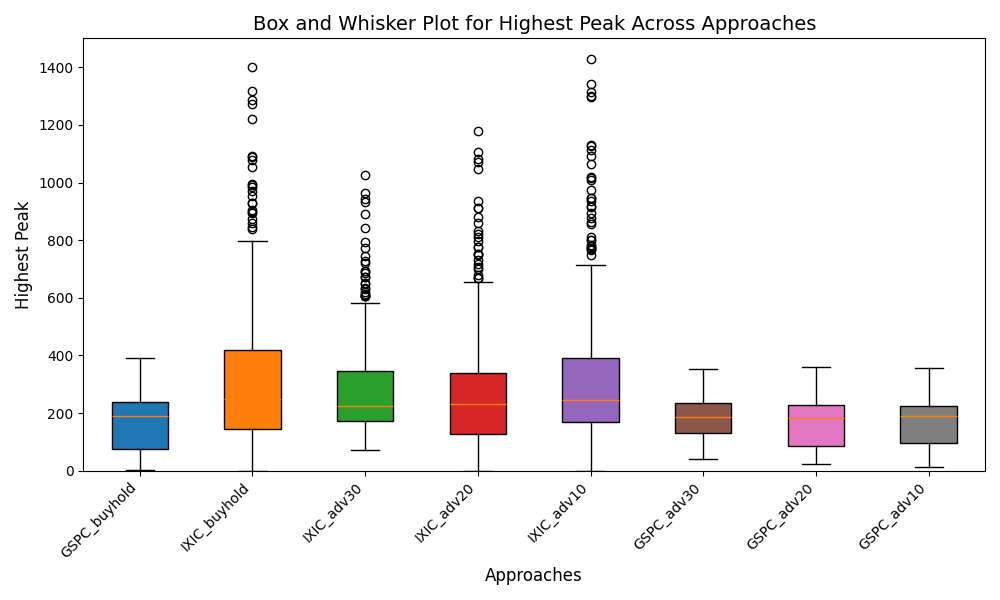 Box and Whisker Plot for Highest Peak Across Approaches
Highest Peak
1400
1200
1000
800
600
400
200
0
GSPC_buyhold
IXIC_buyhold
IXIC_adv30
IXIC_adv20
IXIC_adv10
GSPC_adv30
GSPC_adv20
GSPC_adv10
Approaches